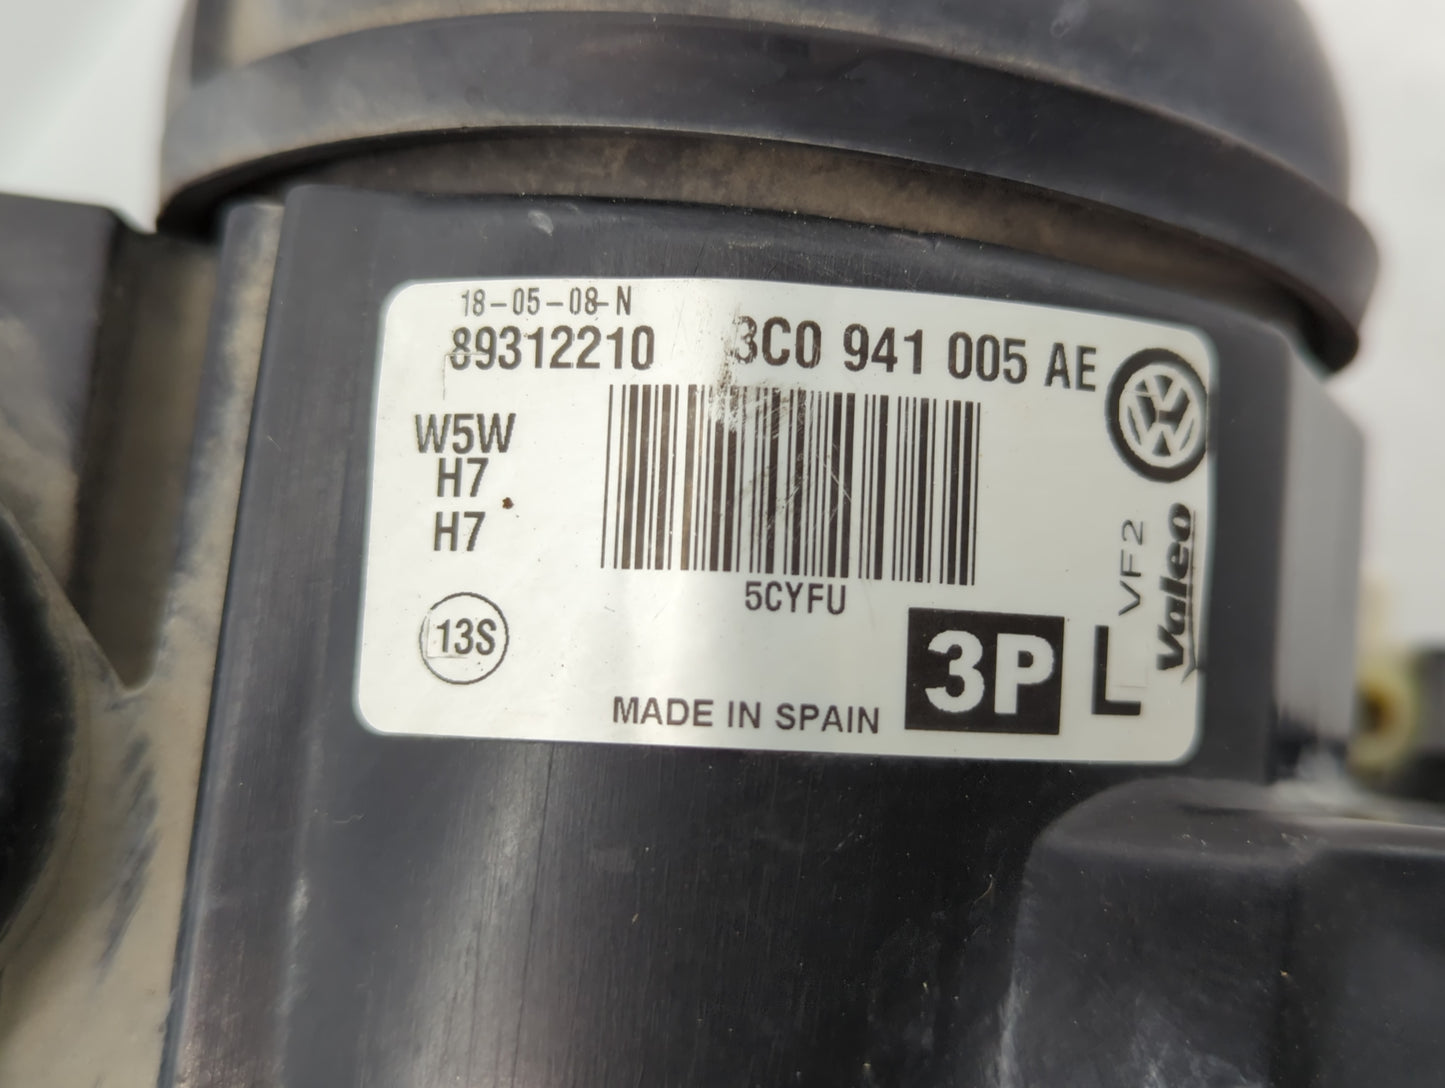 18-05-08-N
89312210 3C0 941 005 AE
W5W
H7
H7
5CYFU
13S
MADE IN SPAIN
3P
L
VF2
Valeo